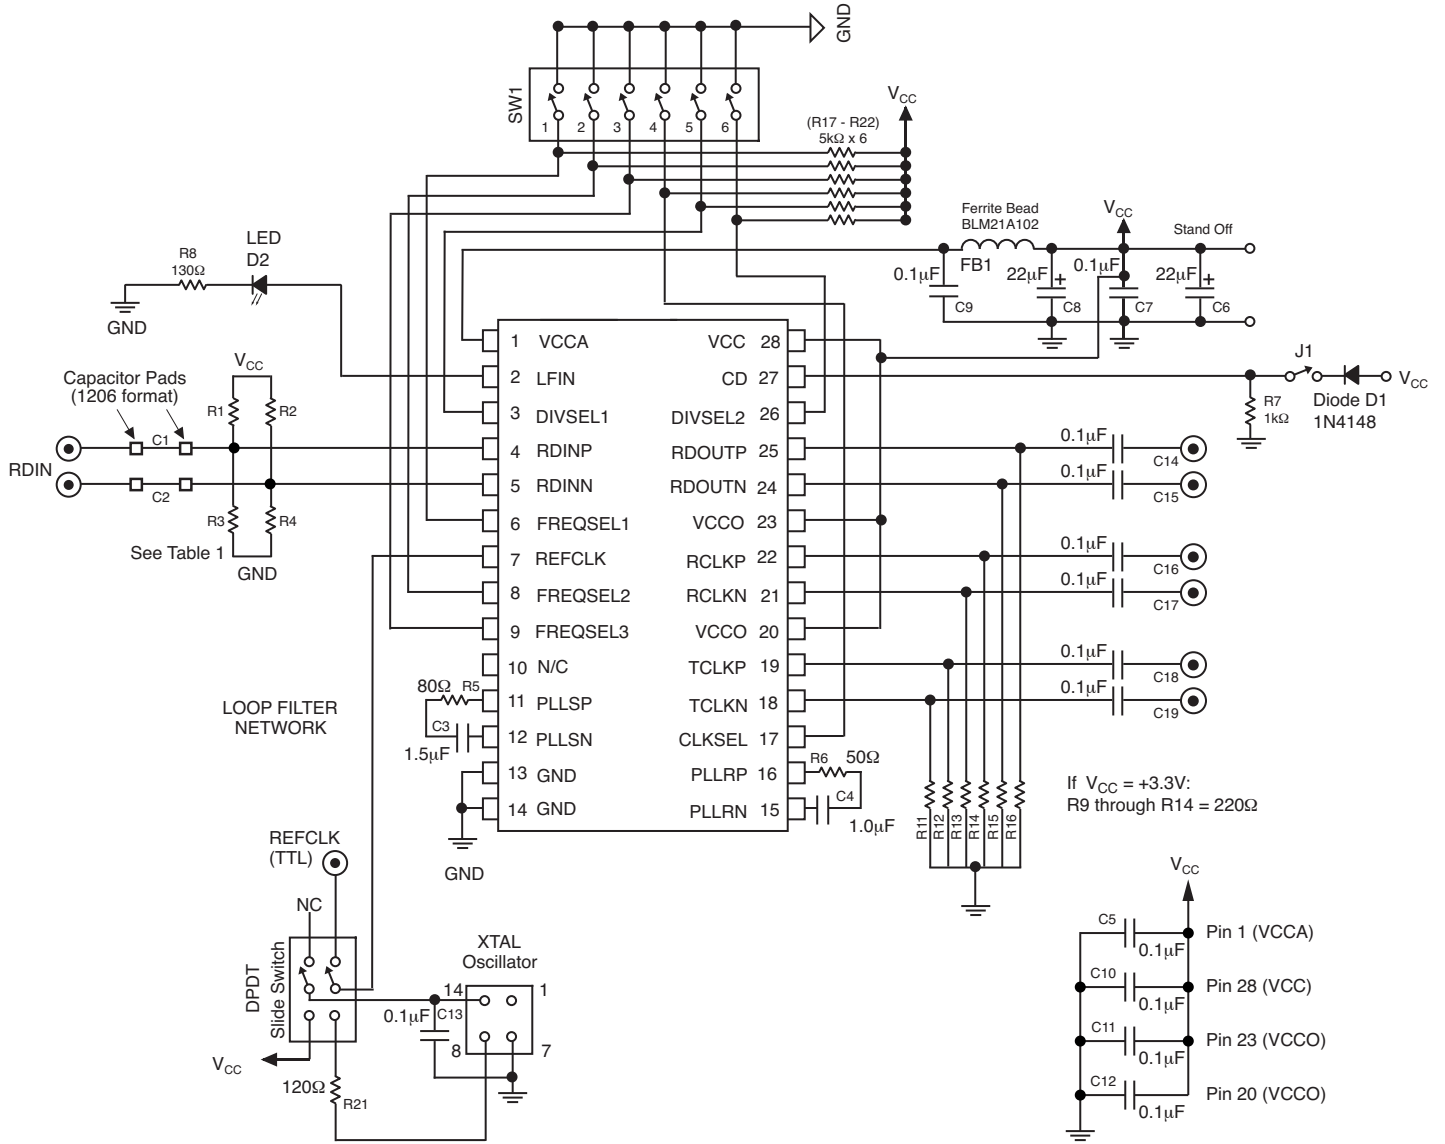 GND
SW1
1 2 3 4 5 6
(R17 - R22)
5kΩ x 6
VCC
Ferrite Bead
BLM21A102
FB1
VCC
Stand Off
0.1µF
C9
22µF +
C8
0.1µF
C7
22µF +
C6
LED
D2
R8
130Ω
GND
VCC
Capacitor Pads
(1206 format)
R1
R2
C1
RDIN
C2
R3
R4
See Table 1
GND
1 VCCA
2 LFIN
3 DIVSEL1
4 RDINP
5 RDINN
6 FREQSEL1
7 REFCLK
8 FREQSEL2
9 FREQSEL3
10 N/C
11 PLLSP
12 PLLSN
13 GND
14 GND
VCC 28
CD 27
DIVSEL2 26
RDOUTP 25
RDOUTN 24
VCCO 23
RCLKP 22
RCLKN 21
VCCO 20
TCLKP 19
TCLKN 18
CLKSEL 17
PLLRP 16
PLLRN 15
J1
VCC
R7
1kΩ
Diode D1
1N4148
0.1µF
C14
0.1µF
C15
0.1µF
C16
0.1µF
C17
0.1µF
C18
0.1µF
C19
LOOP FILTER
NETWORK
80Ω
R5
C3
1.5µF
GND
R6
50Ω
C4
1.0µF
R11
R12
R13
R14
R15
R16
If VCC = +3.3V:
R9 through R14 = 220Ω
REFCLK
(TTL)
NC
DPDT
Slide Switch
VCC
120Ω
R21
XTAL
Oscillator
14
1
0.1µF
C13
8
7
VCC
C5
0.1µF
Pin 1 (VCCA)
C10
0.1µF
Pin 28 (VCC)
C11
0.1µF
Pin 23 (VCCO)
C12
0.1µF
Pin 20 (VCCO)